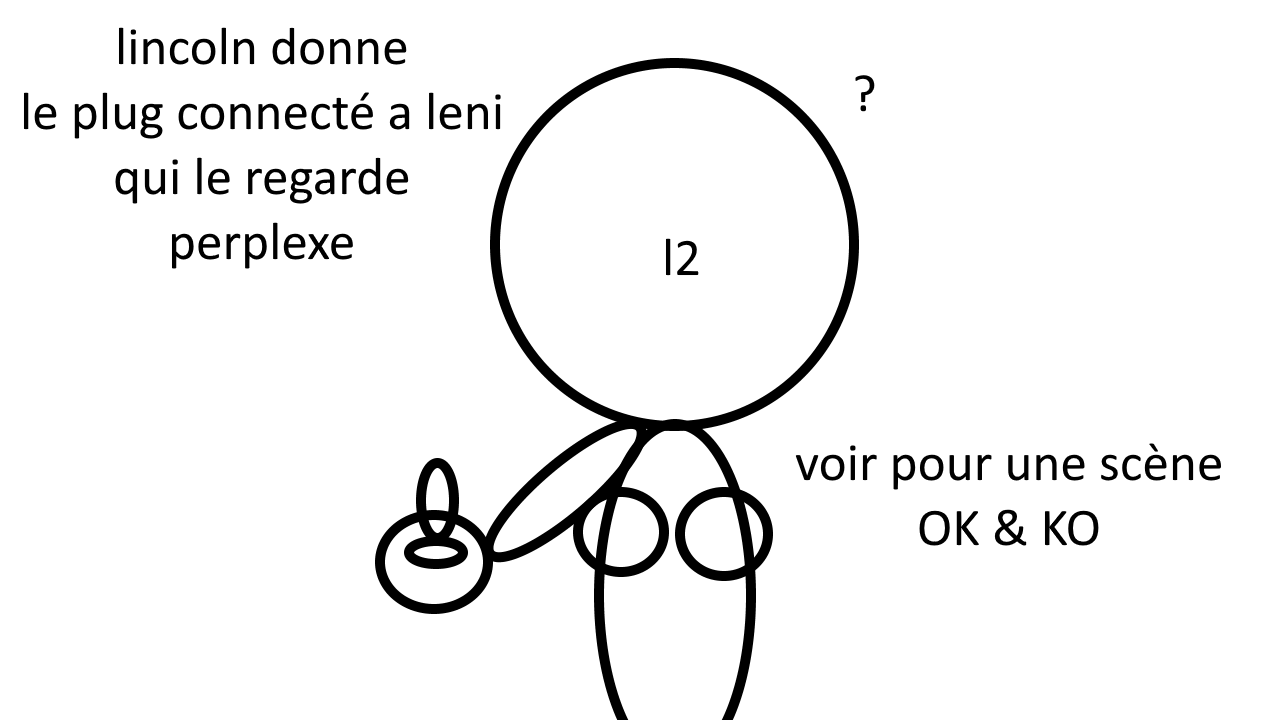 lincoln donne
le plug connecté a leni
qui le regarde
perplexe
?
l2
voir pour une scène
OK & KO